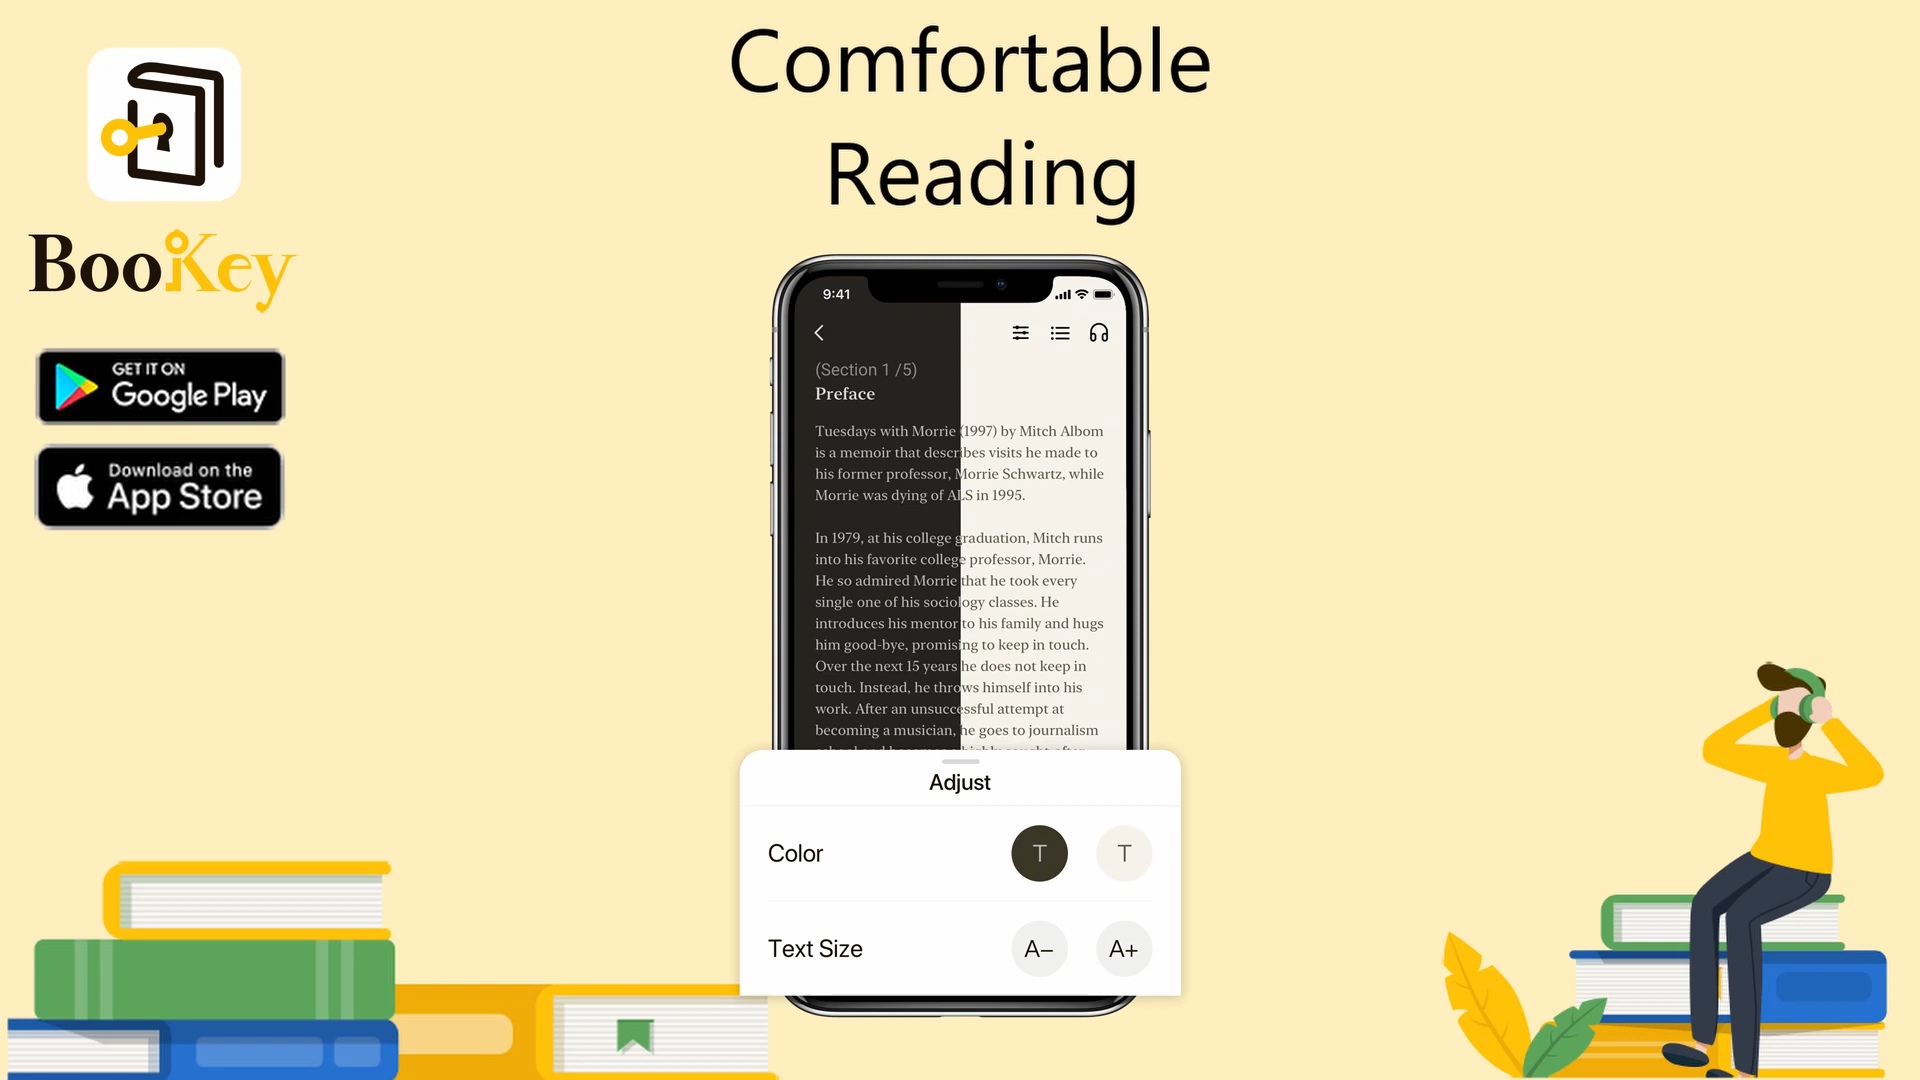 Comfortable
Reading
BooKey
GET IT ON
Google Play
Download on the
App Store
9:41
(Section 1 /5)
Preface
Tuesdays with Morrie (1997) by Mitch Albom
is a memoir that describes visits he made to
his former professor, Morrie Schwartz, while
Morrie was dying of ALS in 1995.
In 1979, at his college graduation, Mitch runs
into his favorite college professor, Morrie.
He so admired Morrie that he took every
single one of his sociology classes. He
introduces his mentor to his family and hugs
him good-bye, promising to keep in touch.
Over the next 15 years he does not keep in
touch. Instead, he throws himself into his
work. After an unsuccessful attempt at
becoming a musician, he goes to journalism
Adjust
Color T T
Text Size A– A+